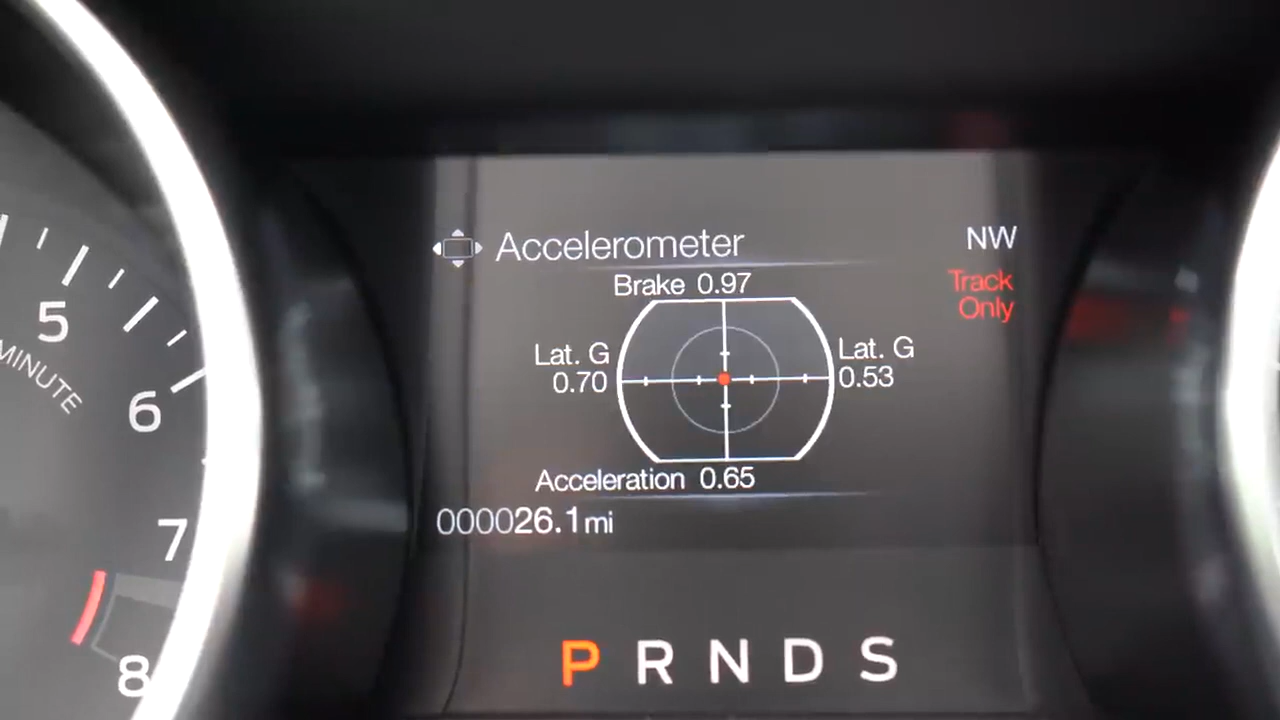 Accelerometer
NW
Track
Only
Brake 0.97
Lat. G
0.70
Lat. G
0.53
Acceleration 0.65
000026.1mi
P R N D S
5
MINUTE
6
7
8